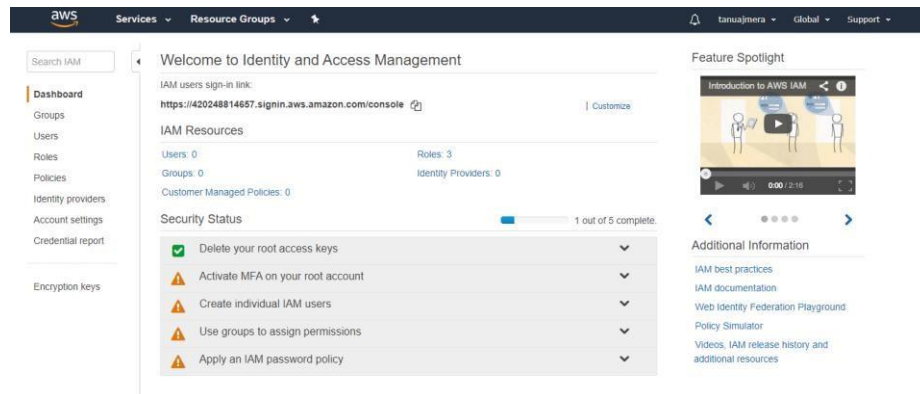 aws Services Resource Groups tanuajmera Global Support
Search IAM
Dashboard
Groups
Users
Roles
Policies
Identity providers
Account settings
Credential report
Encryption keys
Welcome to Identity and Access Management
IAM users sign-in link:
https://420248814657.signin.aws.amazon.com/console | Customize
IAM Resources
Users: 0 Roles: 3
Groups: 0 Identity Providers: 0
Customer Managed Policies: 0
Security Status 1 out of 5 complete.
Delete your root access keys
Activate MFA on your root account
Create individual IAM users
Use groups to assign permissions
Apply an IAM password policy
Feature Spotlight
Introduction to AWS IAM
0:00 / 2:16
Additional Information
IAM best practices
IAM documentation
Web Identity Federation Playground
Policy Simulator
Videos, IAM release history and
additional resources